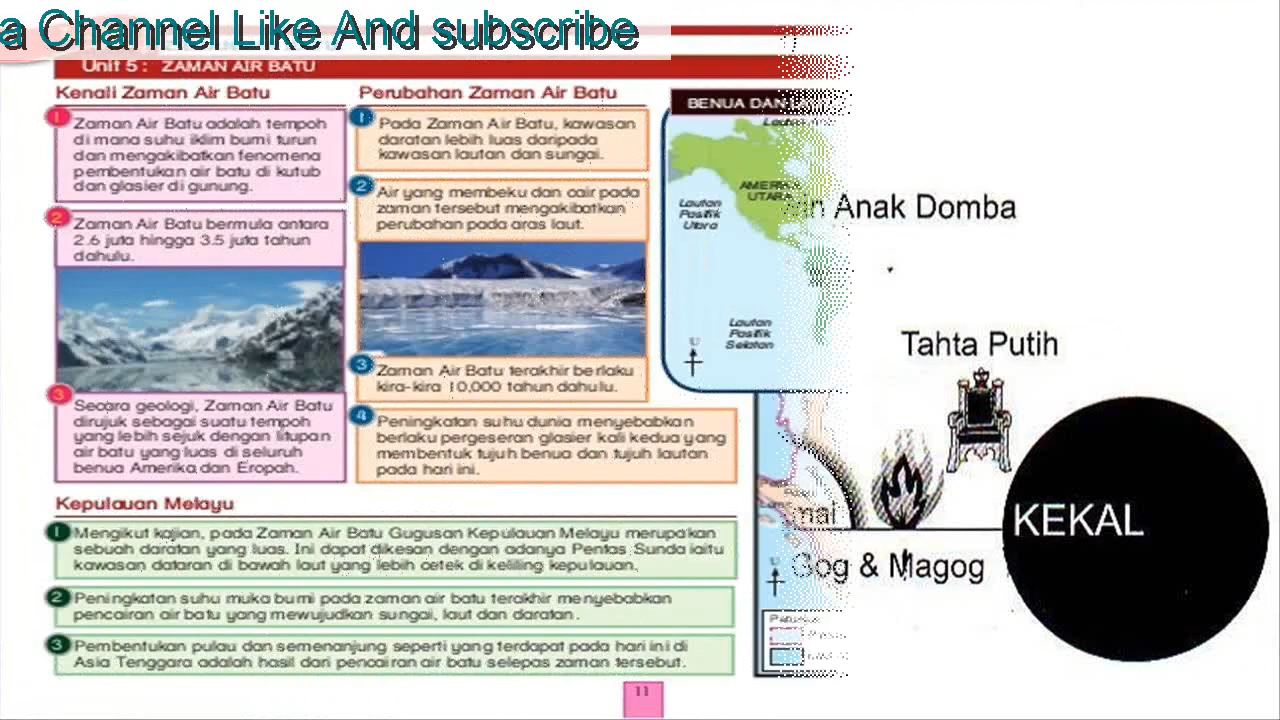 a Channel Like And subscribe
Unit 5 : ZAMAN AIR BATU
Kenali Zaman Air Batu
1
Zaman Air Batu adalah tempoh
di mana suhu iklim bumi turun
dan mengakibatkan fenomena
pembentukan air batu di kutub
dan glasier di gunung.
2
Zaman Air Batu bermula antara
2.6 juta hingga 3.5 juta tahun
dahulu.
3
Secara geologi, Zaman Air Batu
dirujuk sebagai suatu tempoh
yang lebih sejuk dengan litupan
air batu yang luas di seluruh
benua Amerika dan Eropah.
Perubahan Zaman Air Batu
1
Pada Zaman Air Batu, kawasan
daratan lebih luas daripada
kawasan lautan dan sungai.
2
Air yang membeku dan cair pada
zaman tersebut mengakibatkan
perubahan pada aras laut.
3
Zaman Air Batu terakhir berlaku
kira-kira 10,000 tahun dahulu.
4
Peningkatan suhu dunia menyebabkan
berlaku pergeseran glasier kali kedua yang
membentuk tujuh benua dan tujuh lautan
pada hari ini.
Kepulauan Melayu
1
Mengikut kajian, pada Zaman Air Batu Gugusan Kepulauan Melayu merupakan
sebuah daratan yang luas. Ini dapat dikesan dengan adanya Pentas Sunda iaitu
kawasan dataran di bawah laut yang lebih cetek di keliling kepulauan.
2
Peningkatan suhu muka bumi pada zaman air batu terakhir menyebabkan
pencairan air batu yang mewujudkan sungai, laut dan daratan.
3
Pembentukan pulau dan semenanjung seperti yang terdapat pada hari ini di
Asia Tenggara adalah hasil dari pencairan air batu selepas zaman tersebut.
11
BENUA DAN
AMERIKA
UTARA
Lautan
Pasifik
Utara
Lautan
Pasifik
Selatan
U
U
Anak Domba
Tahta Putih
KEKAL
Gog & Magog